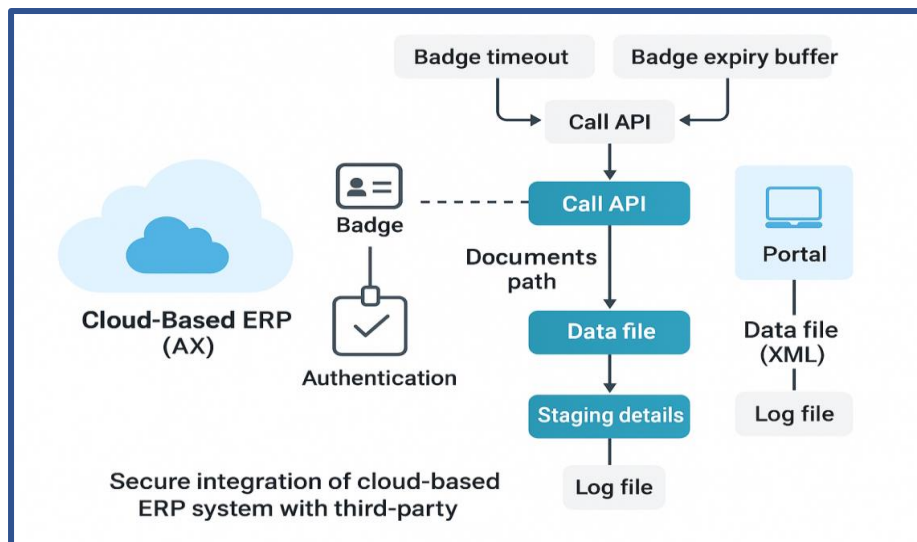 Badge timeout
Badge expiry buffer
Call API
Call API
Badge
Documents
path
Portal
Cloud-Based ERP
(AX)
Authentication
Data file
Data file
(XML)
Staging details
Log file
Log file
Secure integration of cloud-based
ERP system with third-party